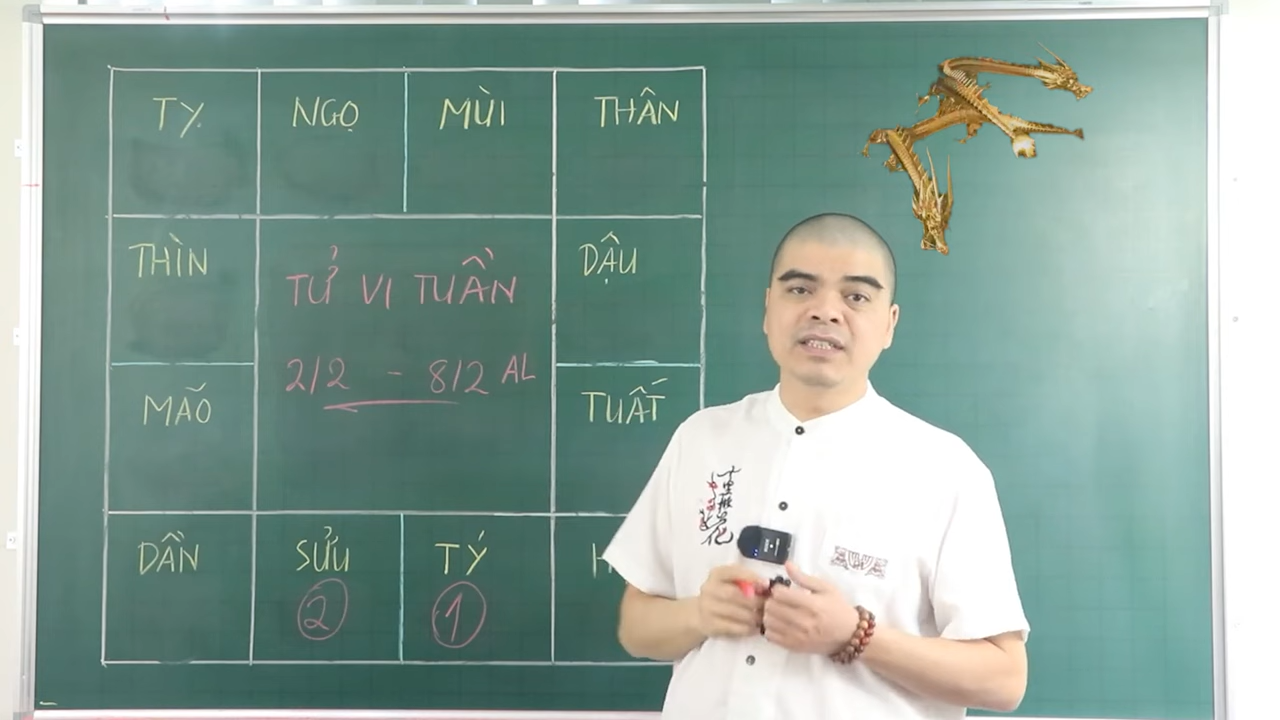 TỴ NGỌ MÙI THÂN
THÌN DẬU
TỬ VI TUẦN
2/2 - 8/2 AL
MÃO TUẤT
DẦN SỬU TÝ H
2 1